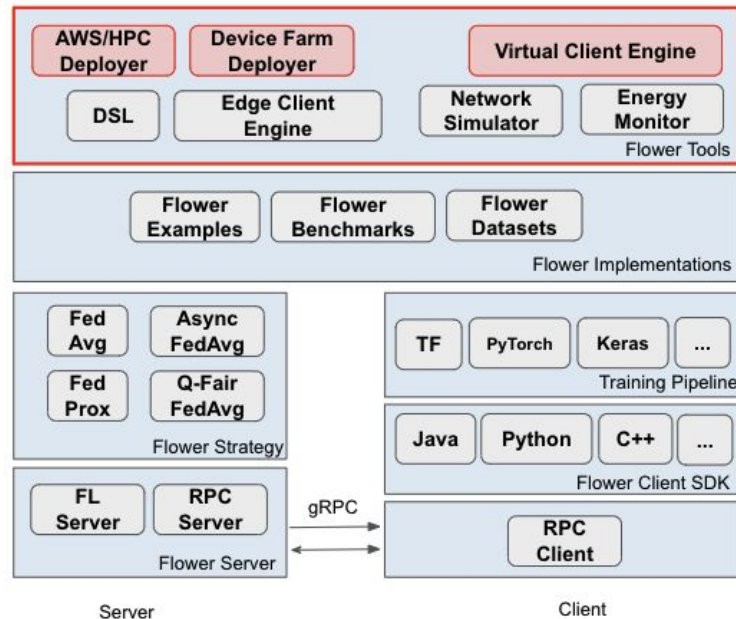 AWS/HPC
Deployer
Device Farm
Deployer
Virtual Client Engine
DSL
Edge Client
Engine
Network
Simulator
Energy
Monitor
Flower Tools
Flower
Examples
Flower
Benchmarks
Flower
Datasets
Flower Implementations
Fed
Avg
Async
FedAvg
Fed
Prox
Q-Fair
FedAvg
Flower Strategy
TF
PyTorch
Keras
...
Training Pipeline
Java
Python
C++
...
Flower Client SDK
FL
Server
RPC
Server
Flower Server
gRPC
RPC
Client
Server
Client